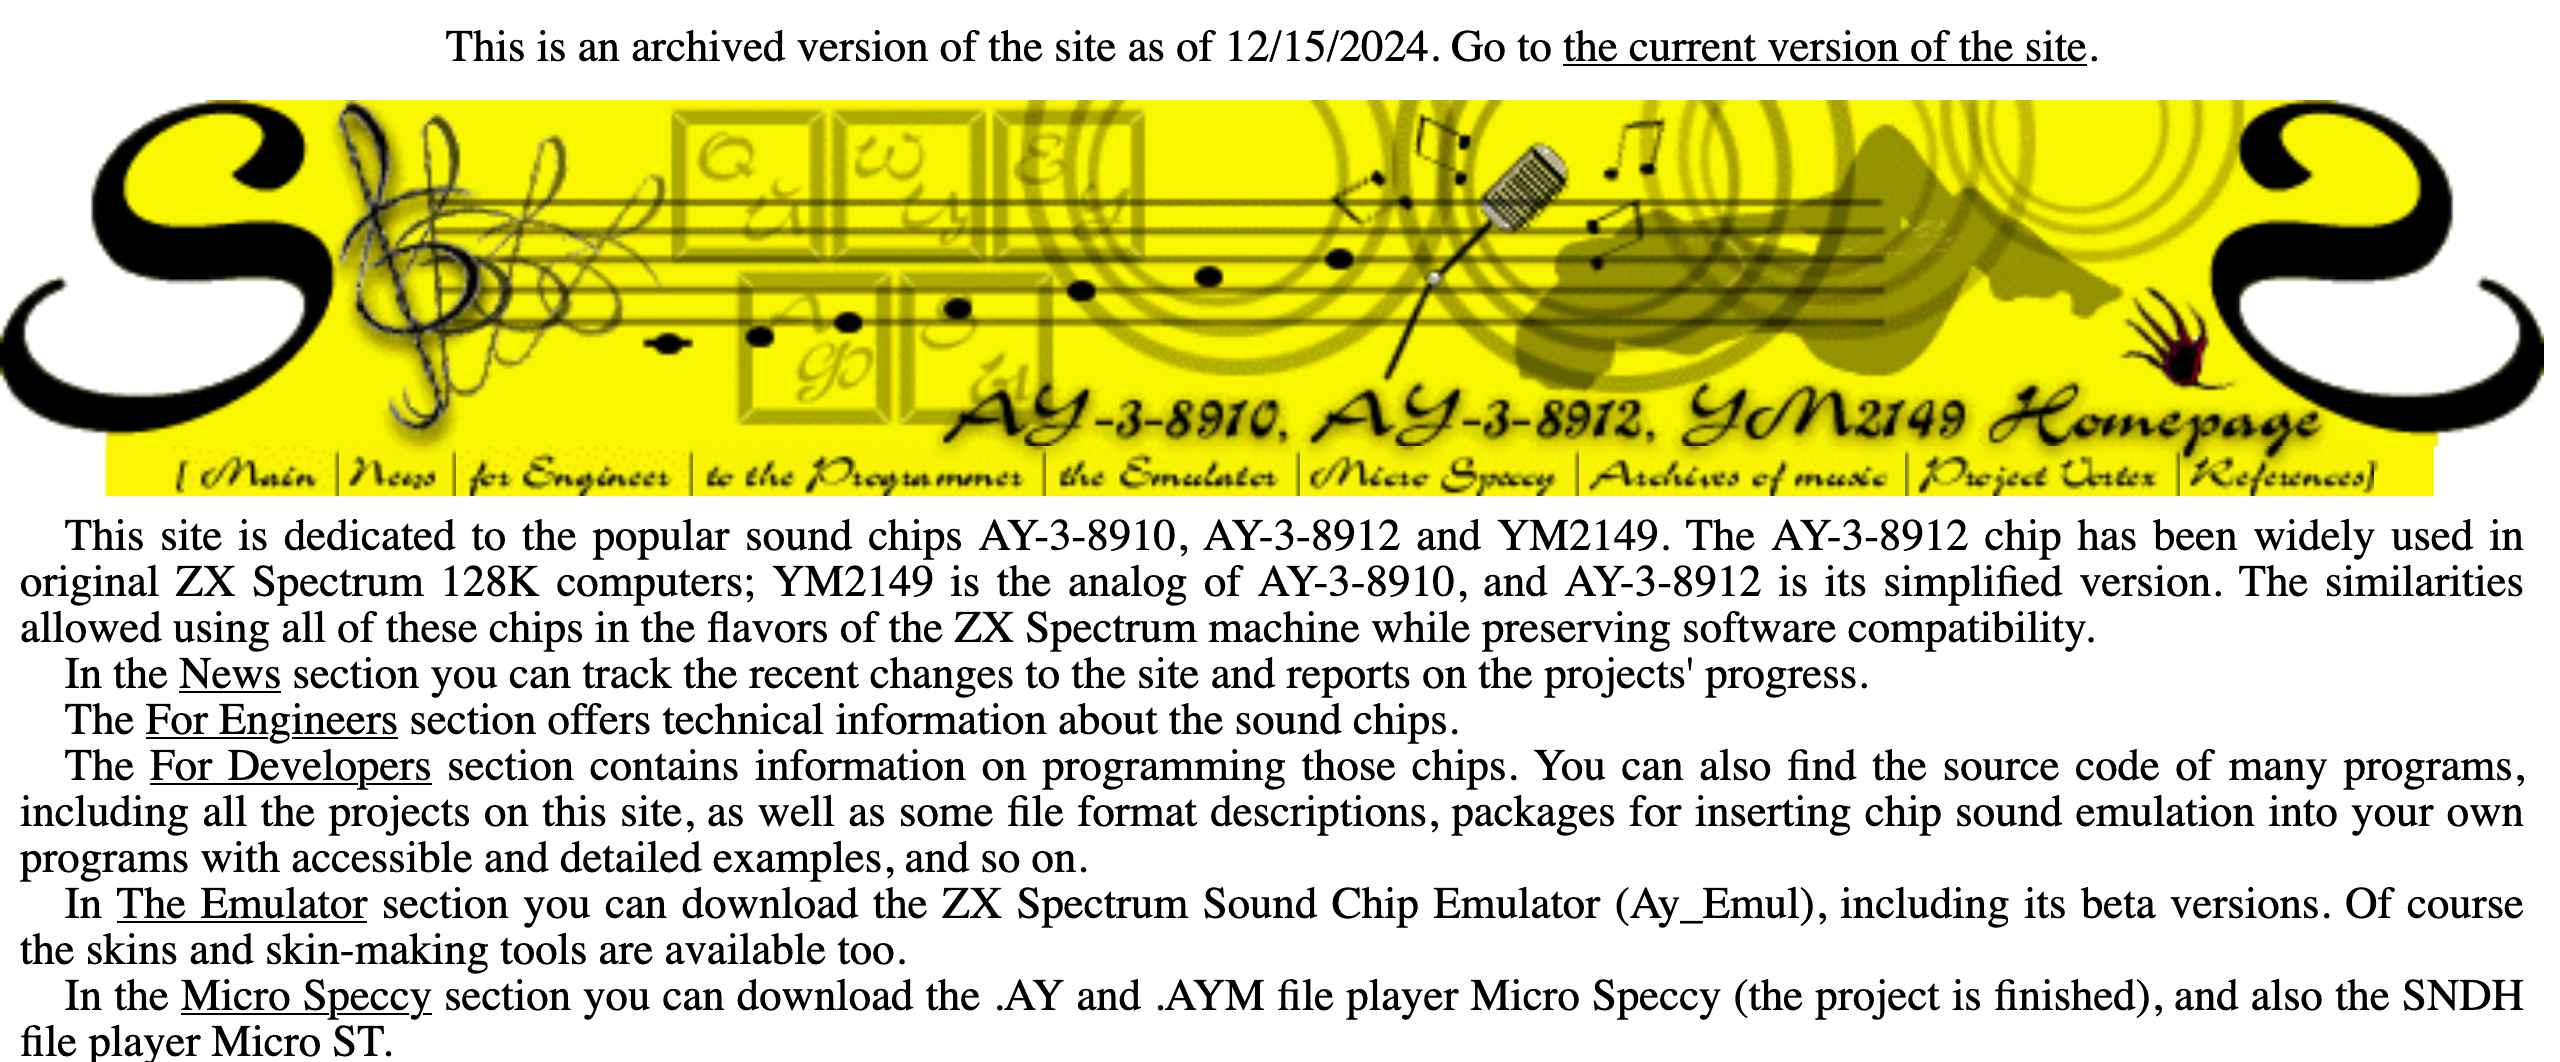 This is an archived version of the site as of 12/15/2024. Go to the current version of the site.
S
Q W E
AY-3-8910, AY-3-8912, YM2149 Homepage
[ Main | News | for Engineer | to the Programmer | the Emulator | Micro Speccy | Archives of music | Project Vortex | References]
This site is dedicated to the popular sound chips AY-3-8910, AY-3-8912 and YM2149. The AY-3-8912 chip has been widely used in
original ZX Spectrum 128K computers; YM2149 is the analog of AY-3-8910, and AY-3-8912 is its simplified version. The similarities
allowed using all of these chips in the flavors of the ZX Spectrum machine while preserving software compatibility.
In the News section you can track the recent changes to the site and reports on the projects' progress.
The For Engineers section offers technical information about the sound chips.
The For Developers section contains information on programming those chips. You can also find the source code of many programs,
including all the projects on this site, as well as some file format descriptions, packages for inserting chip sound emulation into your own
programs with accessible and detailed examples, and so on.
In The Emulator section you can download the ZX Spectrum Sound Chip Emulator (Ay_Emul), including its beta versions. Of course
the skins and skin-making tools are available too.
In the Micro Speccy section you can download the .AY and .AYM file player Micro Speccy (the project is finished), and also the SNDH
file player Micro ST.